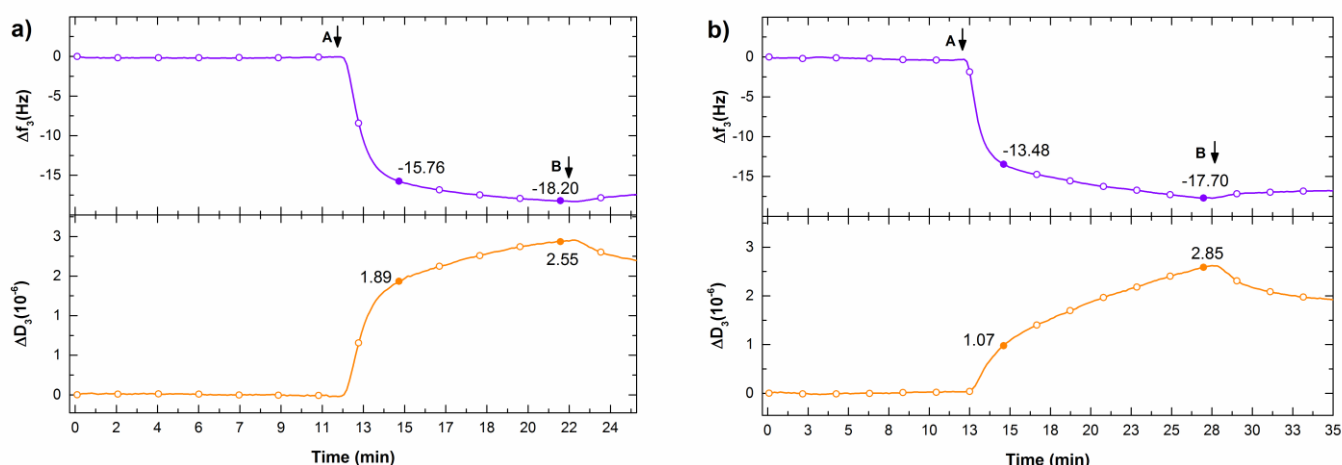 a)
A
0
-5
-10
-15
Δf₃(Hz)
-15.76
B
-18.20
3
2
1
1
0
ΔD₃(10⁻⁶)
1.89
2.55
0 2 4 6 7 9 11 13 15 17 19 20 22 24
Time (min)
b)
A
0
-5
-10
-15
Δf₃(Hz)
-13.48
B
-17.70
3
2
1
0
ΔD₃(10⁻⁶)
1.07
2.85
0 3 5 8 10 13 15 18 20 23 25 28 30 33 35
Time (min)